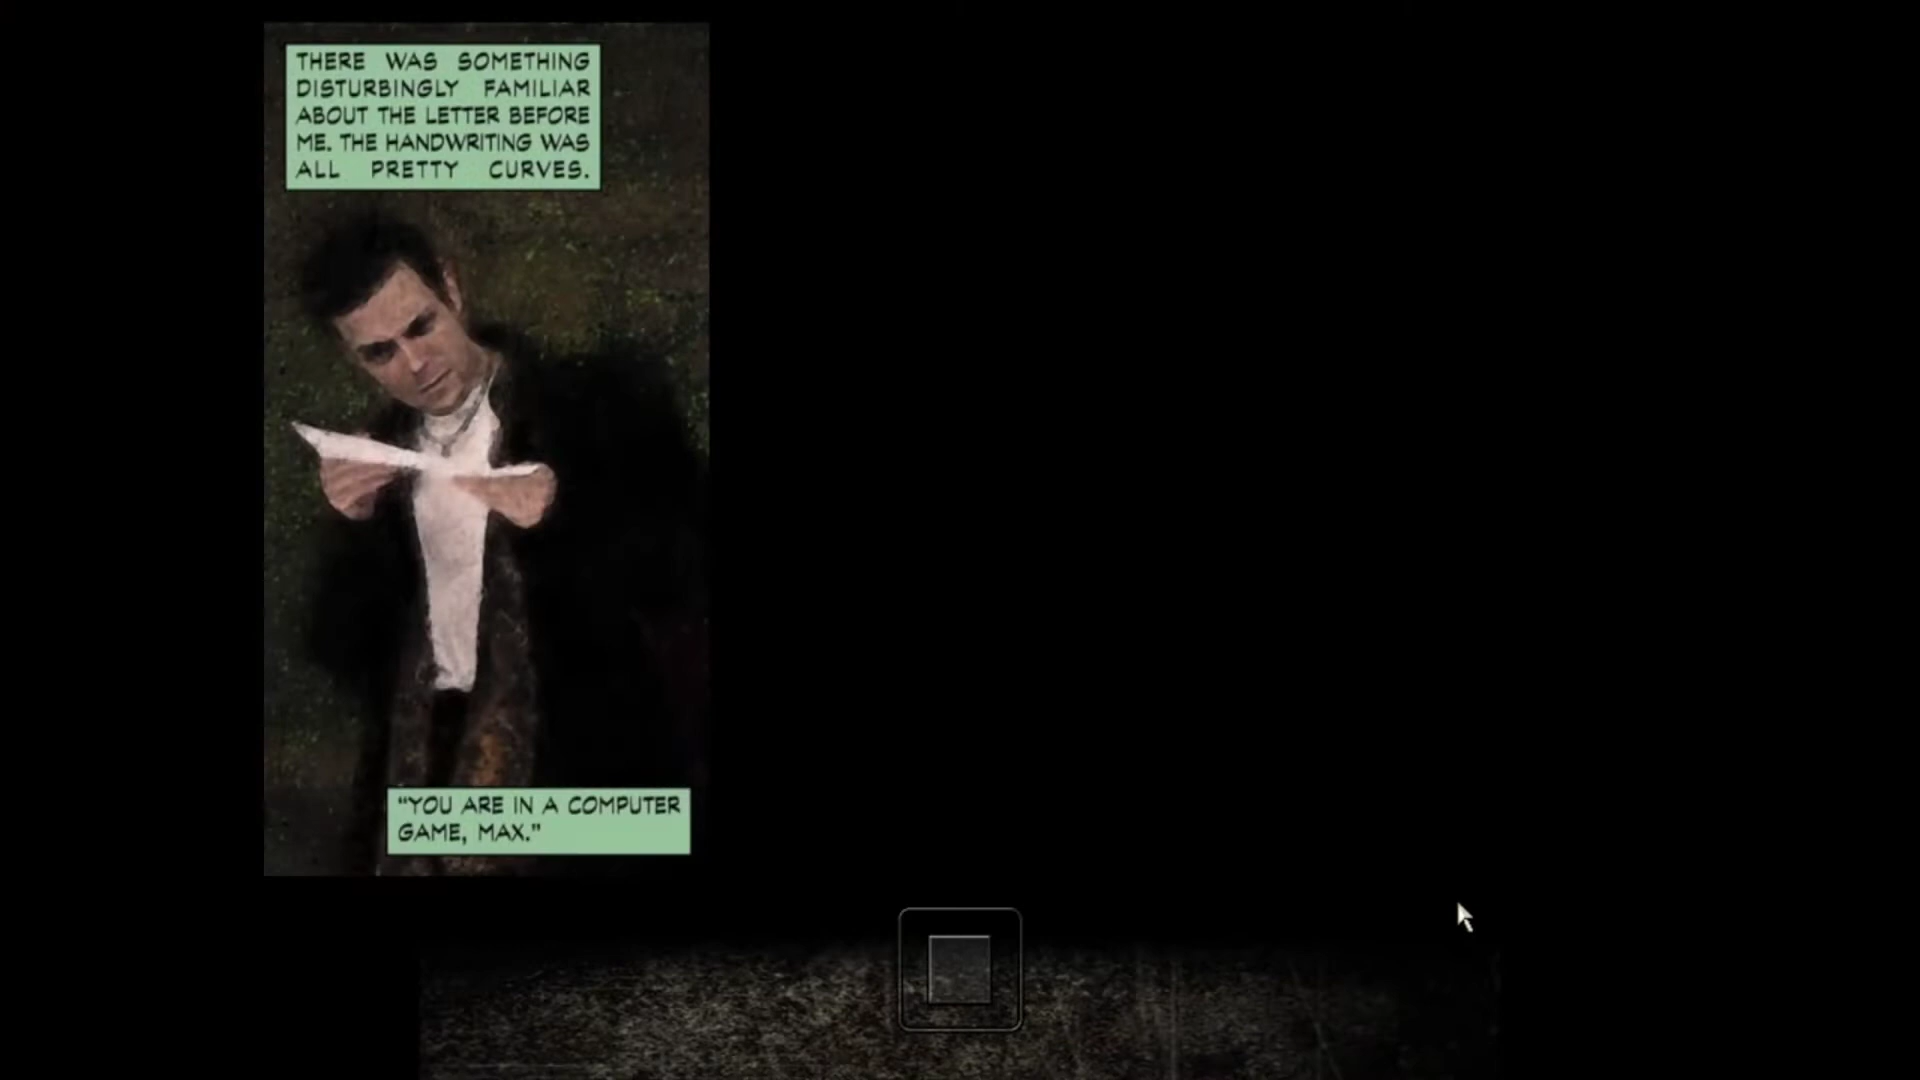 THERE WAS SOMETHING
DISTURBINGLY FAMILIAR
ABOUT THE LETTER BEFORE
ME. THE HANDWRITING WAS
ALL PRETTY CURVES.
"YOU ARE IN A COMPUTER
GAME, MAX."